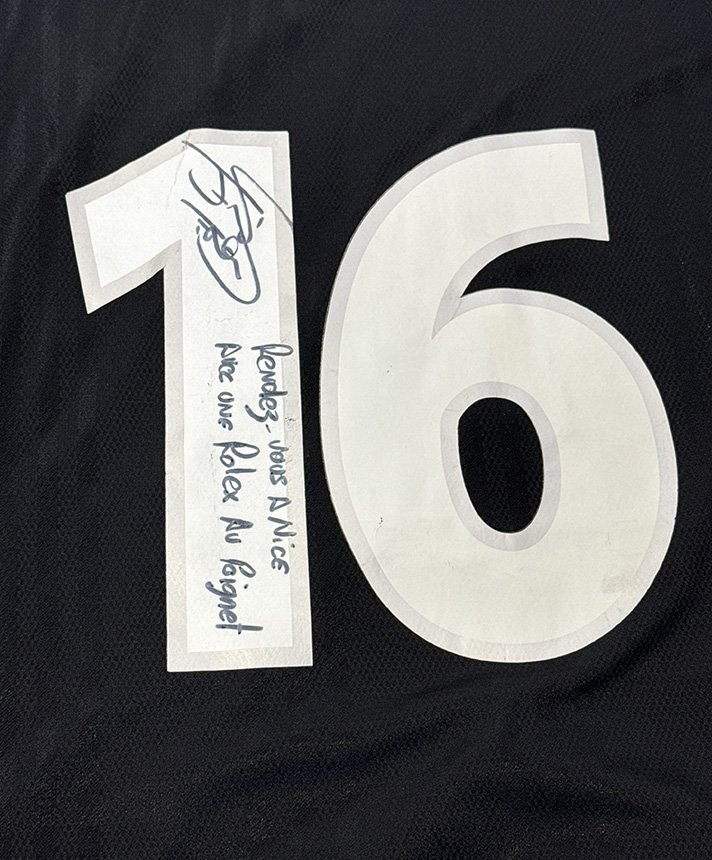 16
Rendez-vous A Nice
Avec une Rolex Au Poignet